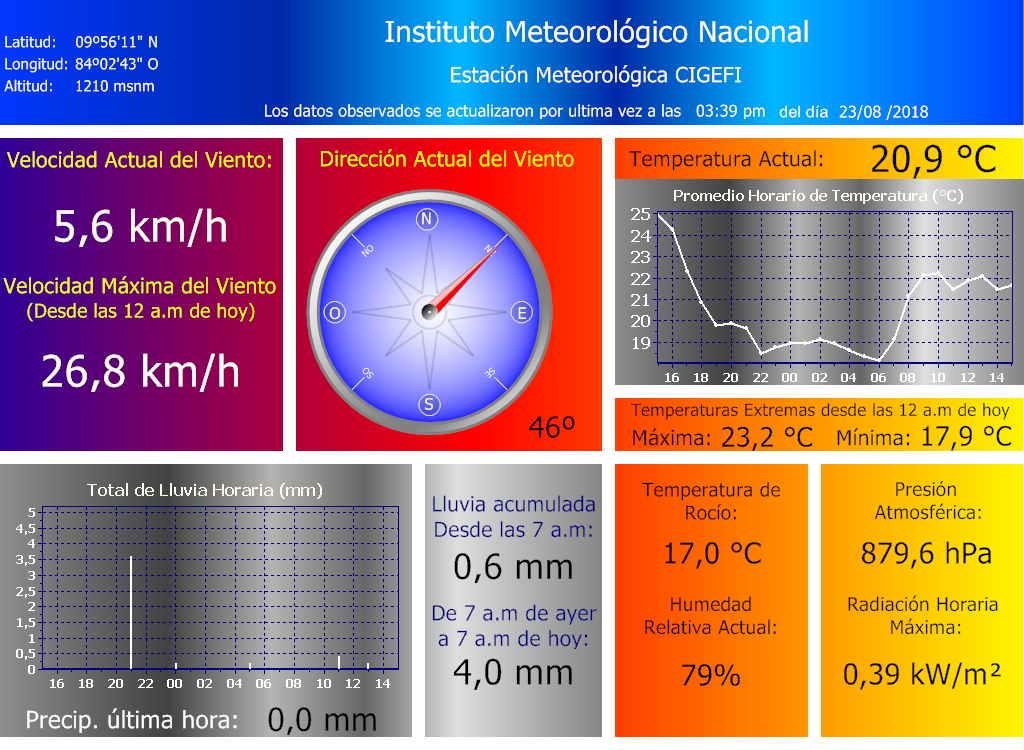 Instituto Meteorológico Nacional
Latitud: 09º56'11" N
Longitud: 84º02'43" O
Altitud: 1210 msnm
Estación Meteorológica CIGEFI
Los datos observados se actualizaron por ultima vez a las 03:39 pm del día 23/08 /2018
Velocidad Actual del Viento:
5,6 km/h
Velocidad Máxima del Viento
(Desde las 12 a.m de hoy)
26,8 km/h
Dirección Actual del Viento
N
NO
N
O
E
SO
SE
S
46º
Temperatura Actual: 20,9 °C
Promedio Horario de Temperatura (°C)
25
24
23
22
21
20
19
16 18 20 22 00 02 04 06 08 10 12 14
Temperaturas Extremas desde las 12 a.m de hoy
Máxima: 23,2 °C Mínima: 17,9 °C
Total de Lluvia Horaria (mm)
5
4,5
4
3,5
3
2,5
2
1,5
1
0,5
0
16 18 20 22 00 02 04 06 08 10 12 14
Precip. última hora: 0,0 mm
Lluvia acumulada
Desde las 7 a.m:
0,6 mm
De 7 a.m de ayer
a 7 a.m de hoy:
4,0 mm
Temperatura de
Rocío:
17,0 °C
Humedad
Relativa Actual:
79%
Presión
Atmosférica:
879,6 hPa
Radiación Horaria
Máxima:
0,39 kW/m²